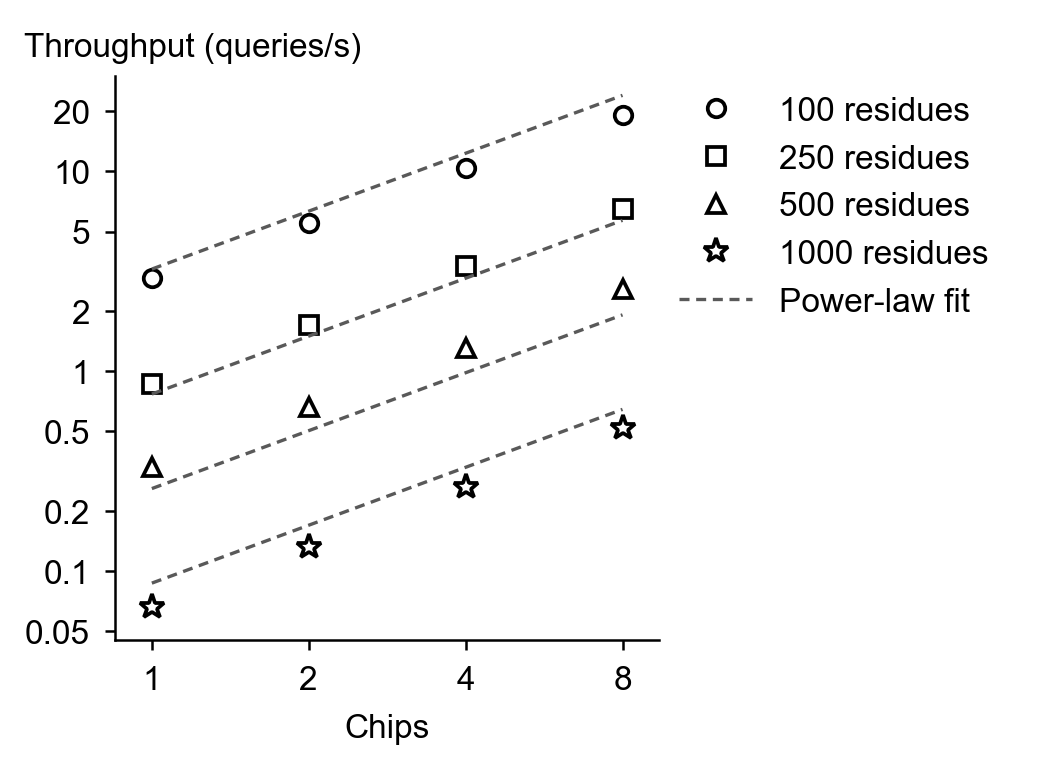 Throughput (queries/s)
20
10
5
2
1
0.5
0.2
0.1
0.05
1 2 4 8
Chips
100 residues
250 residues
500 residues
1000 residues
Power-law fit